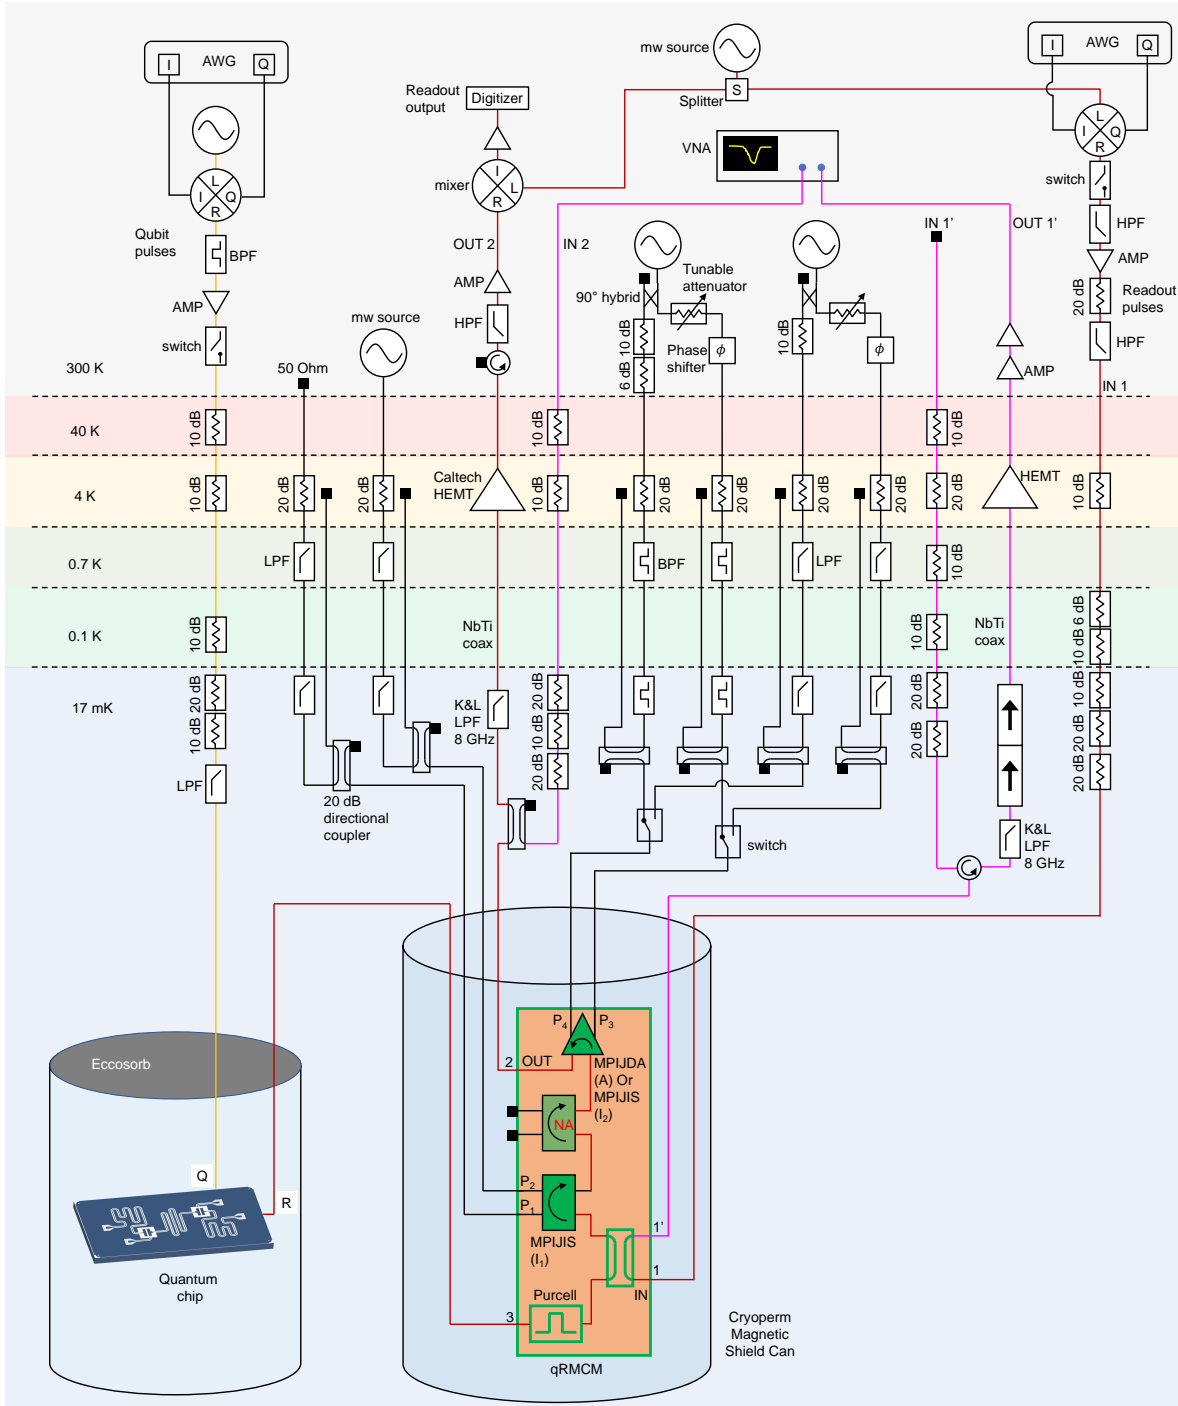 AWG
I
Q
L
I
Q
R
Qubit
pulses
BPF
AMP
switch
mw source
50 Ohm
Readout
output
Digitizer
mixer
I
L
R
OUT 2
IN 2
AMP
HPF
mw source
S
Splitter
VNA
90° hybrid
Tunable
attenuator
10 dB
6 dB
Phase
shifter
ϕ
10 dB
ϕ
IN 1'
OUT 1'
AMP
AWG
I
Q
L
I
Q
R
switch
HPF
AMP
20 dB
Readout
pulses
HPF
IN 1
300 K
40 K
10 dB
10 dB
10 dB
4 K
10 dB
20 dB
20 dB
Caltech
HEMT
10 dB
20 dB
20 dB
20 dB
20 dB
20 dB
HEMT
10 dB
0.7 K
LPF
BPF
LPF
10 dB
0.1 K
10 dB
NbTi
coax
10 dB
NbTi
coax
6 dB
10 dB
17 mK
20 dB
10 dB
LPF
20 dB
directional
coupler
K&L
LPF
8 GHz
20 dB
10 dB
20 dB
switch
20 dB
20 dB
K&L
LPF
8 GHz
10 dB
20 dB
20 dB
Eccosorb
Q
R
Quantum
chip
P4
P3
2 OUT
MPIJDA
(A) Or
MPIJIS
(I2)
NA
P2
P1
MPIJIS
(I1)
1'
1
IN
Purcell
3
qRMCM
Cryoperm
Magnetic
Shield Can